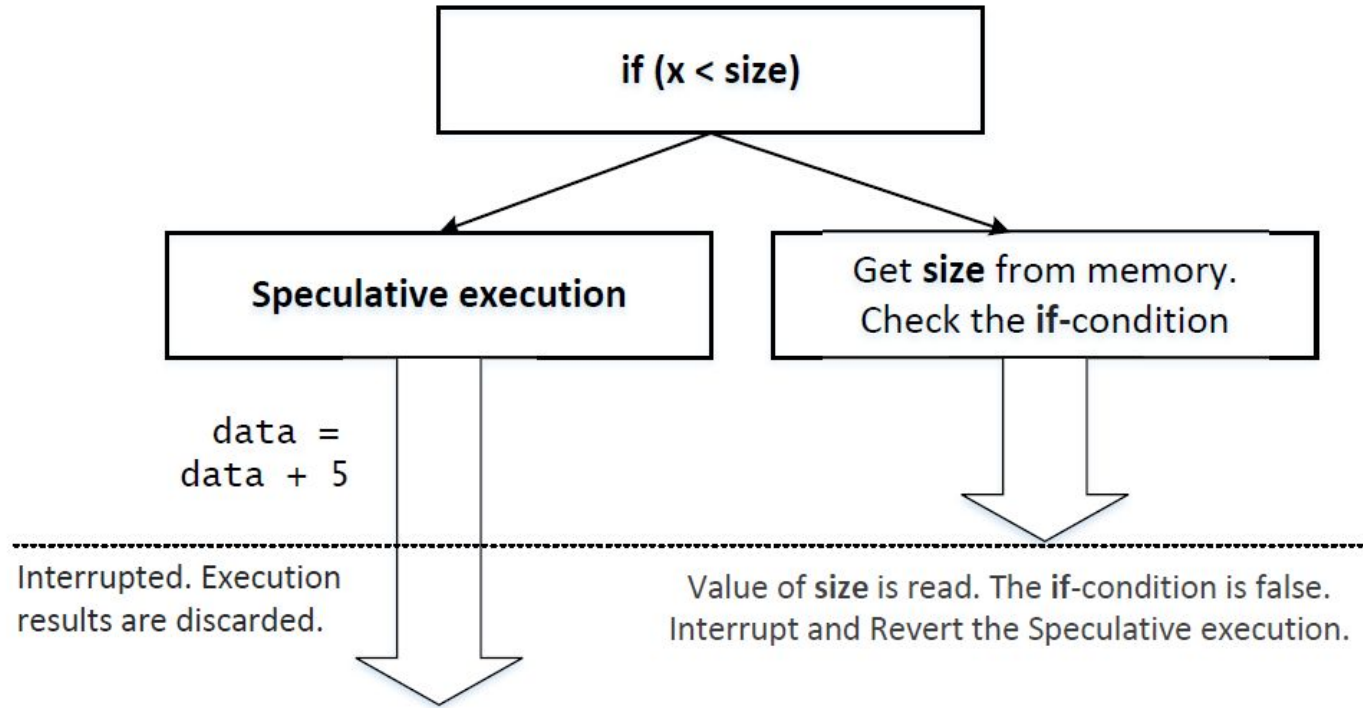 if (x < size)
Speculative execution
Get size from memory.
Check the if-condition
data =
data + 5
Interrupted. Execution
results are discarded.
Value of size is read. The if-condition is false.
Interrupt and Revert the Speculative execution.